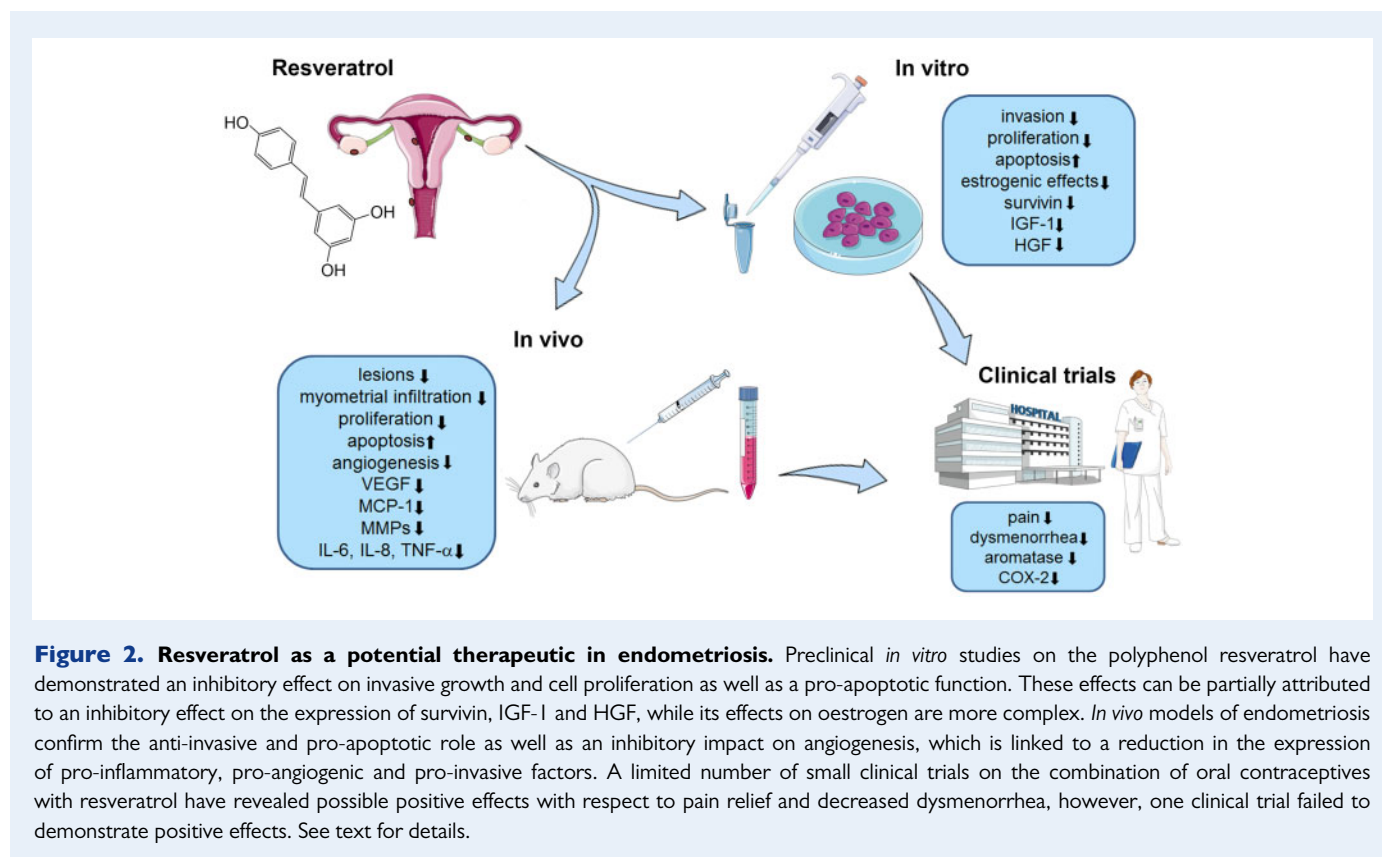 Resveratrol
HO
OH
OH
In vitro
invasion ⬇
proliferation ⬇
apoptosis⬆
estrogenic effects⬇
survivin ⬇
IGF-1⬇
HGF ⬇
In vivo
lesions ⬇
myometrial infiltration ⬇
proliferation ⬇
apoptosis⬆
angiogenesis ⬇
VEGF ⬇
MCP-1⬇
MMPs ⬇
IL-6, IL-8, TNF-α⬇
Clinical trials
HOSPITAL
pain ⬇
dysmenorrhea⬇
aromatase ⬇
COX-2⬇
Figure 2. Resveratrol as a potential therapeutic in endometriosis. Preclinical in vitro studies on the polyphenol resveratrol have
demonstrated an inhibitory effect on invasive growth and cell proliferation as well as a pro-apoptotic function. These effects can be partially attributed
to an inhibitory effect on the expression of survivin, IGF-1 and HGF, while its effects on oestrogen are more complex. In vivo models of endometriosis
confirm the anti-invasive and pro-apoptotic role as well as an inhibitory impact on angiogenesis, which is linked to a reduction in the expression
of pro-inflammatory, pro-angiogenic and pro-invasive factors. A limited number of small clinical trials on the combination of oral contraceptives
with resveratrol have revealed possible positive effects with respect to pain relief and decreased dysmenorrhea, however, one clinical trial failed to
demonstrate positive effects. See text for details.